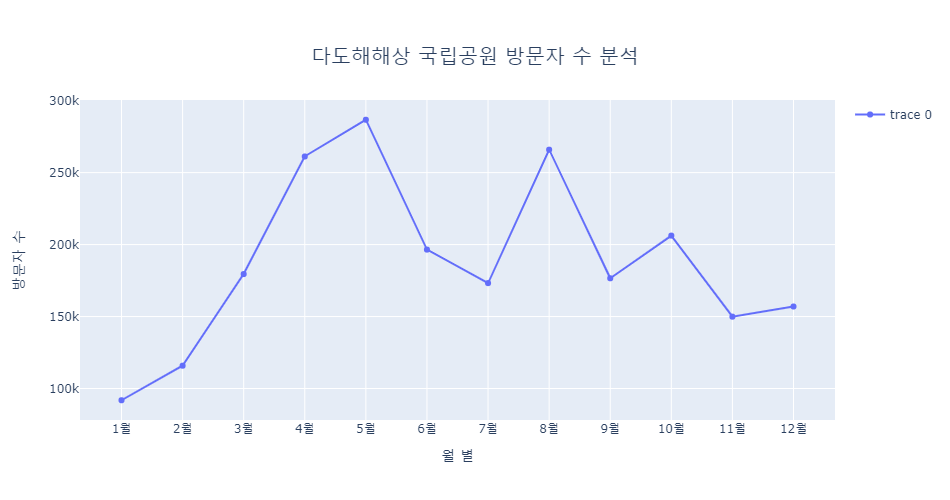 다도해해상 국립공원 방문자 수 분석
trace 0
방문자 수
300k
250k
200k
150k
100k
1월 2월 3월 4월 5월 6월 7월 8월 9월 10월 11월 12월
월 별